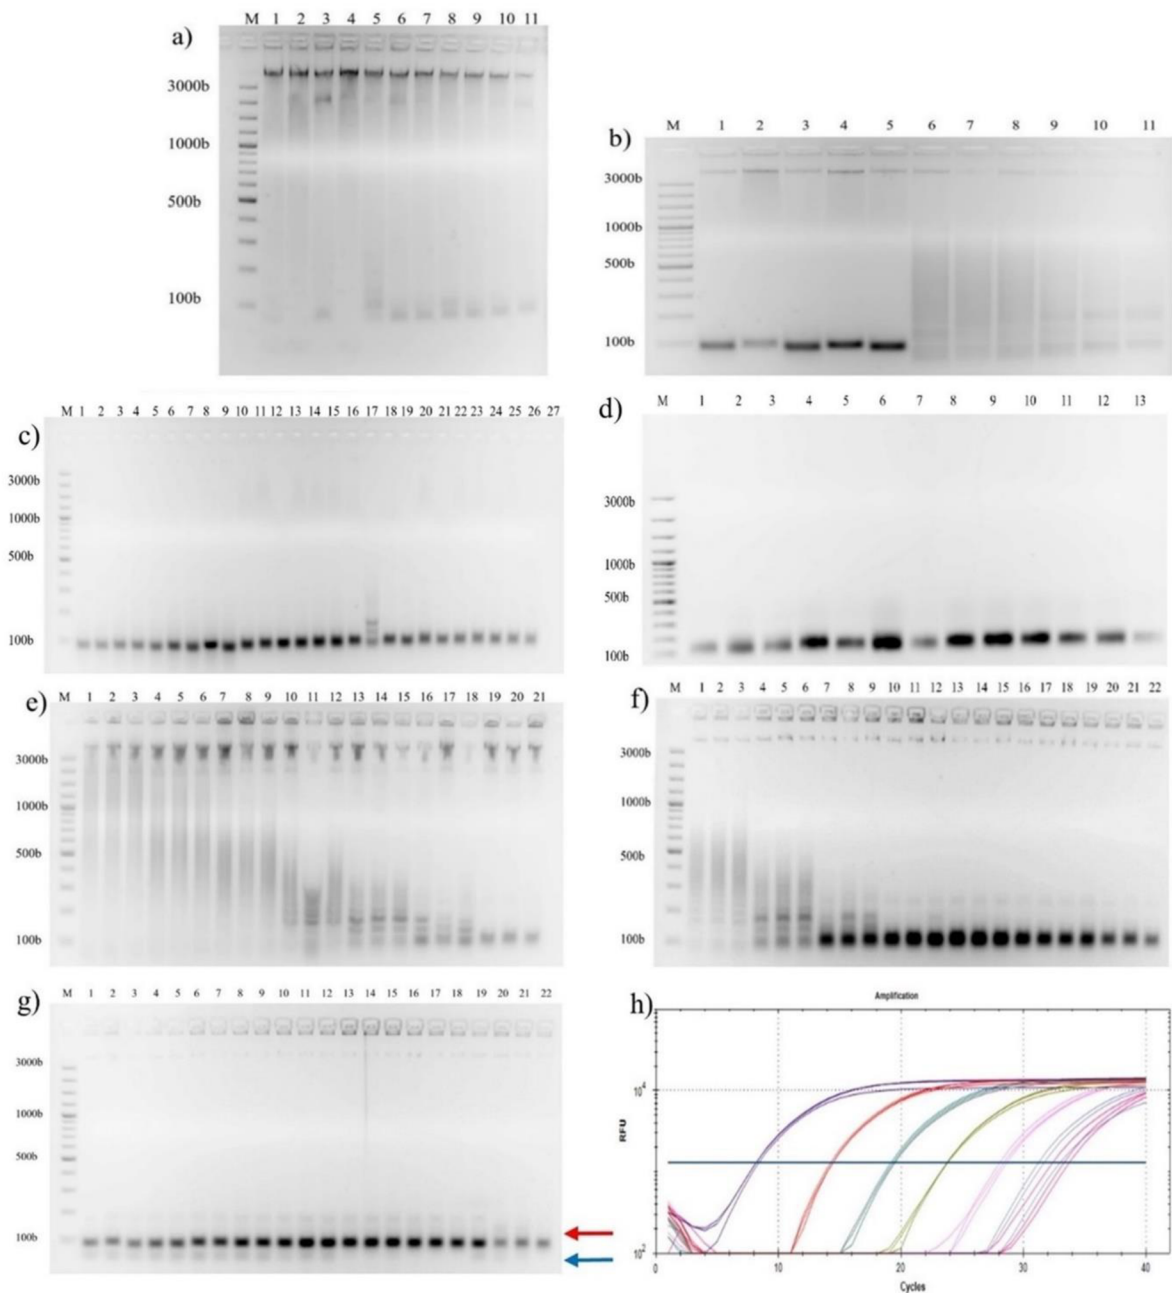 a)
M 1 2 3 4 5 6 7 8 9 10 11
3000b
1000b
500b
100b
b)
M 1 2 3 4 5 6 7 8 9 10 11
3000b
1000b
500b
100b
c)
M 1 2 3 4 5 6 7 8 9 10 11 12 13 14 15 16 17 18 19 20 21 22 23 24 25 26 27
3000b
1000b
500b
100b
d)
M 1 2 3 4 5 6 7 8 9 10 11 12 13
3000b
1000b
500b
100b
e)
M 1 2 3 4 5 6 7 8 9 10 11 12 13 14 15 16 17 18 19 20 21
3000b
1000b
500b
100b
f)
M 1 2 3 4 5 6 7 8 9 10 11 12 13 14 15 16 17 18 19 20 21 22
3000b
1000b
500b
100b
g)
M 1 2 3 4 5 6 7 8 9 10 11 12 13 14 15 16 17 18 19 20 21 22
3000b
1000b
500b
100b
h)
Amplification
10^4
RFU
10^2
0 10 20 30 40
Cycles